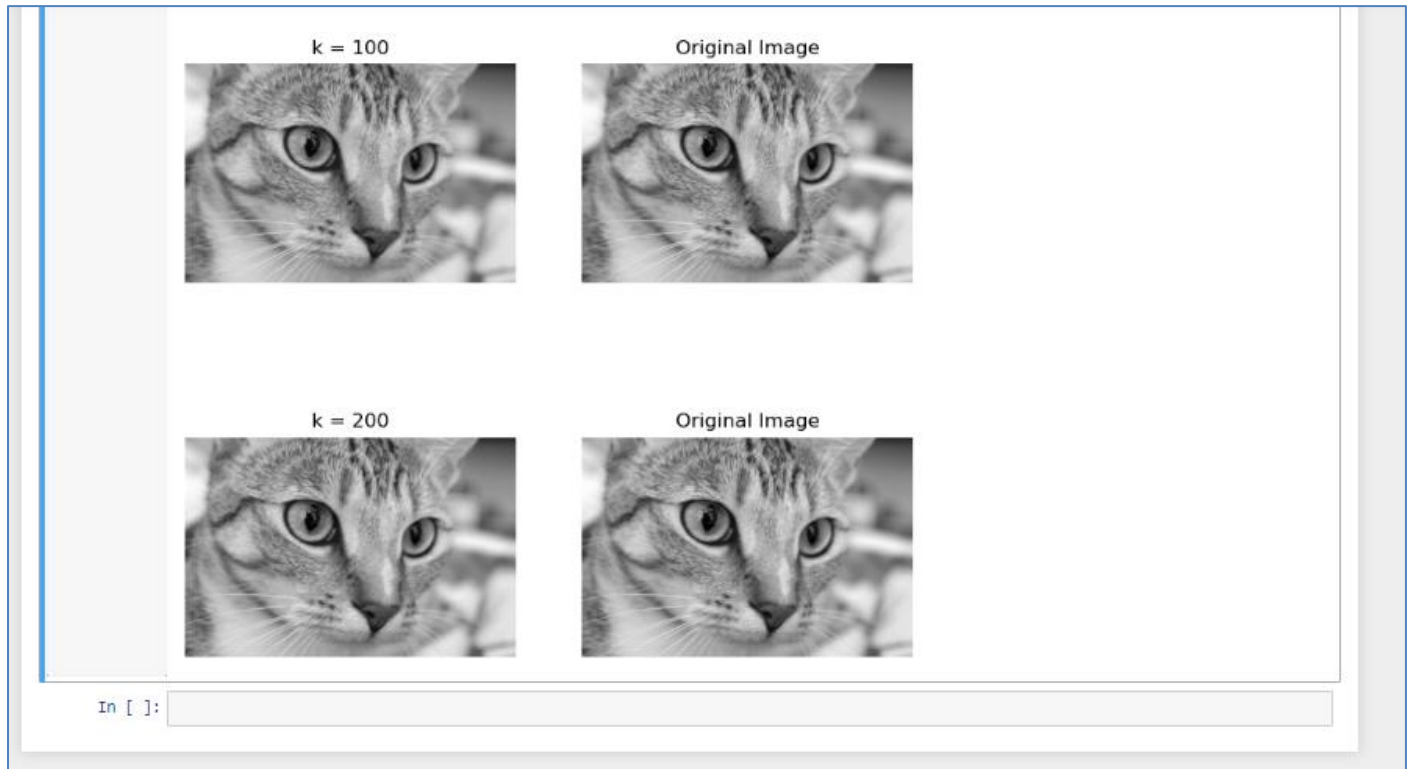 k = 100
Original Image
k = 200
Original Image
In [ ]: